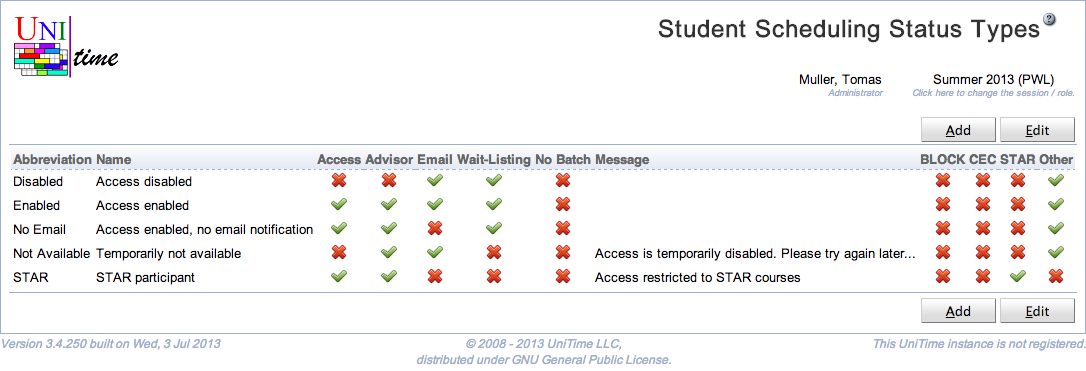 UNI
time
Student Scheduling Status Types
?
Muller, Tomas
Administrator
Summer 2013 (PWL)
Click here to change the session / role.
Add Edit
Abbreviation Name Access Advisor Email Wait-Listing No Batch Message BLOCK CEC STAR Other
Disabled Access disabled
Enabled Access enabled
No Email Access enabled, no email notification
Not Available Temporarily not available Access is temporarily disabled. Please try again later...
STAR STAR participant Access restricted to STAR courses
Add Edit
Version 3.4.250 built on Wed, 3 Jul 2013
© 2008 - 2013 UniTime LLC,
distributed under GNU General Public License.
This UniTime instance is not registered.